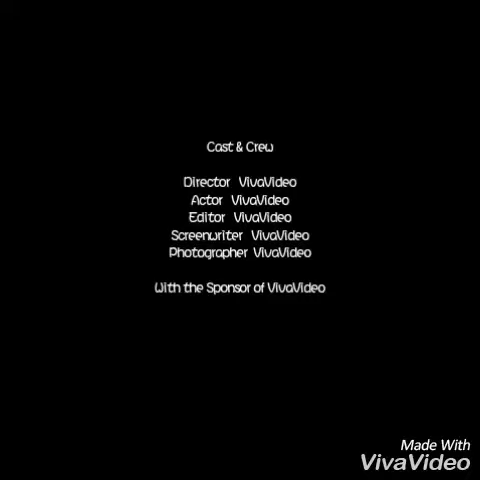 Cast & Crew
Director VivaVideo
Actor VivaVideo
Editor VivaVideo
Screenwriter VivaVideo
Photographer VivaVideo
With the Sponsor of VivaVideo
Made With
VivaVideo